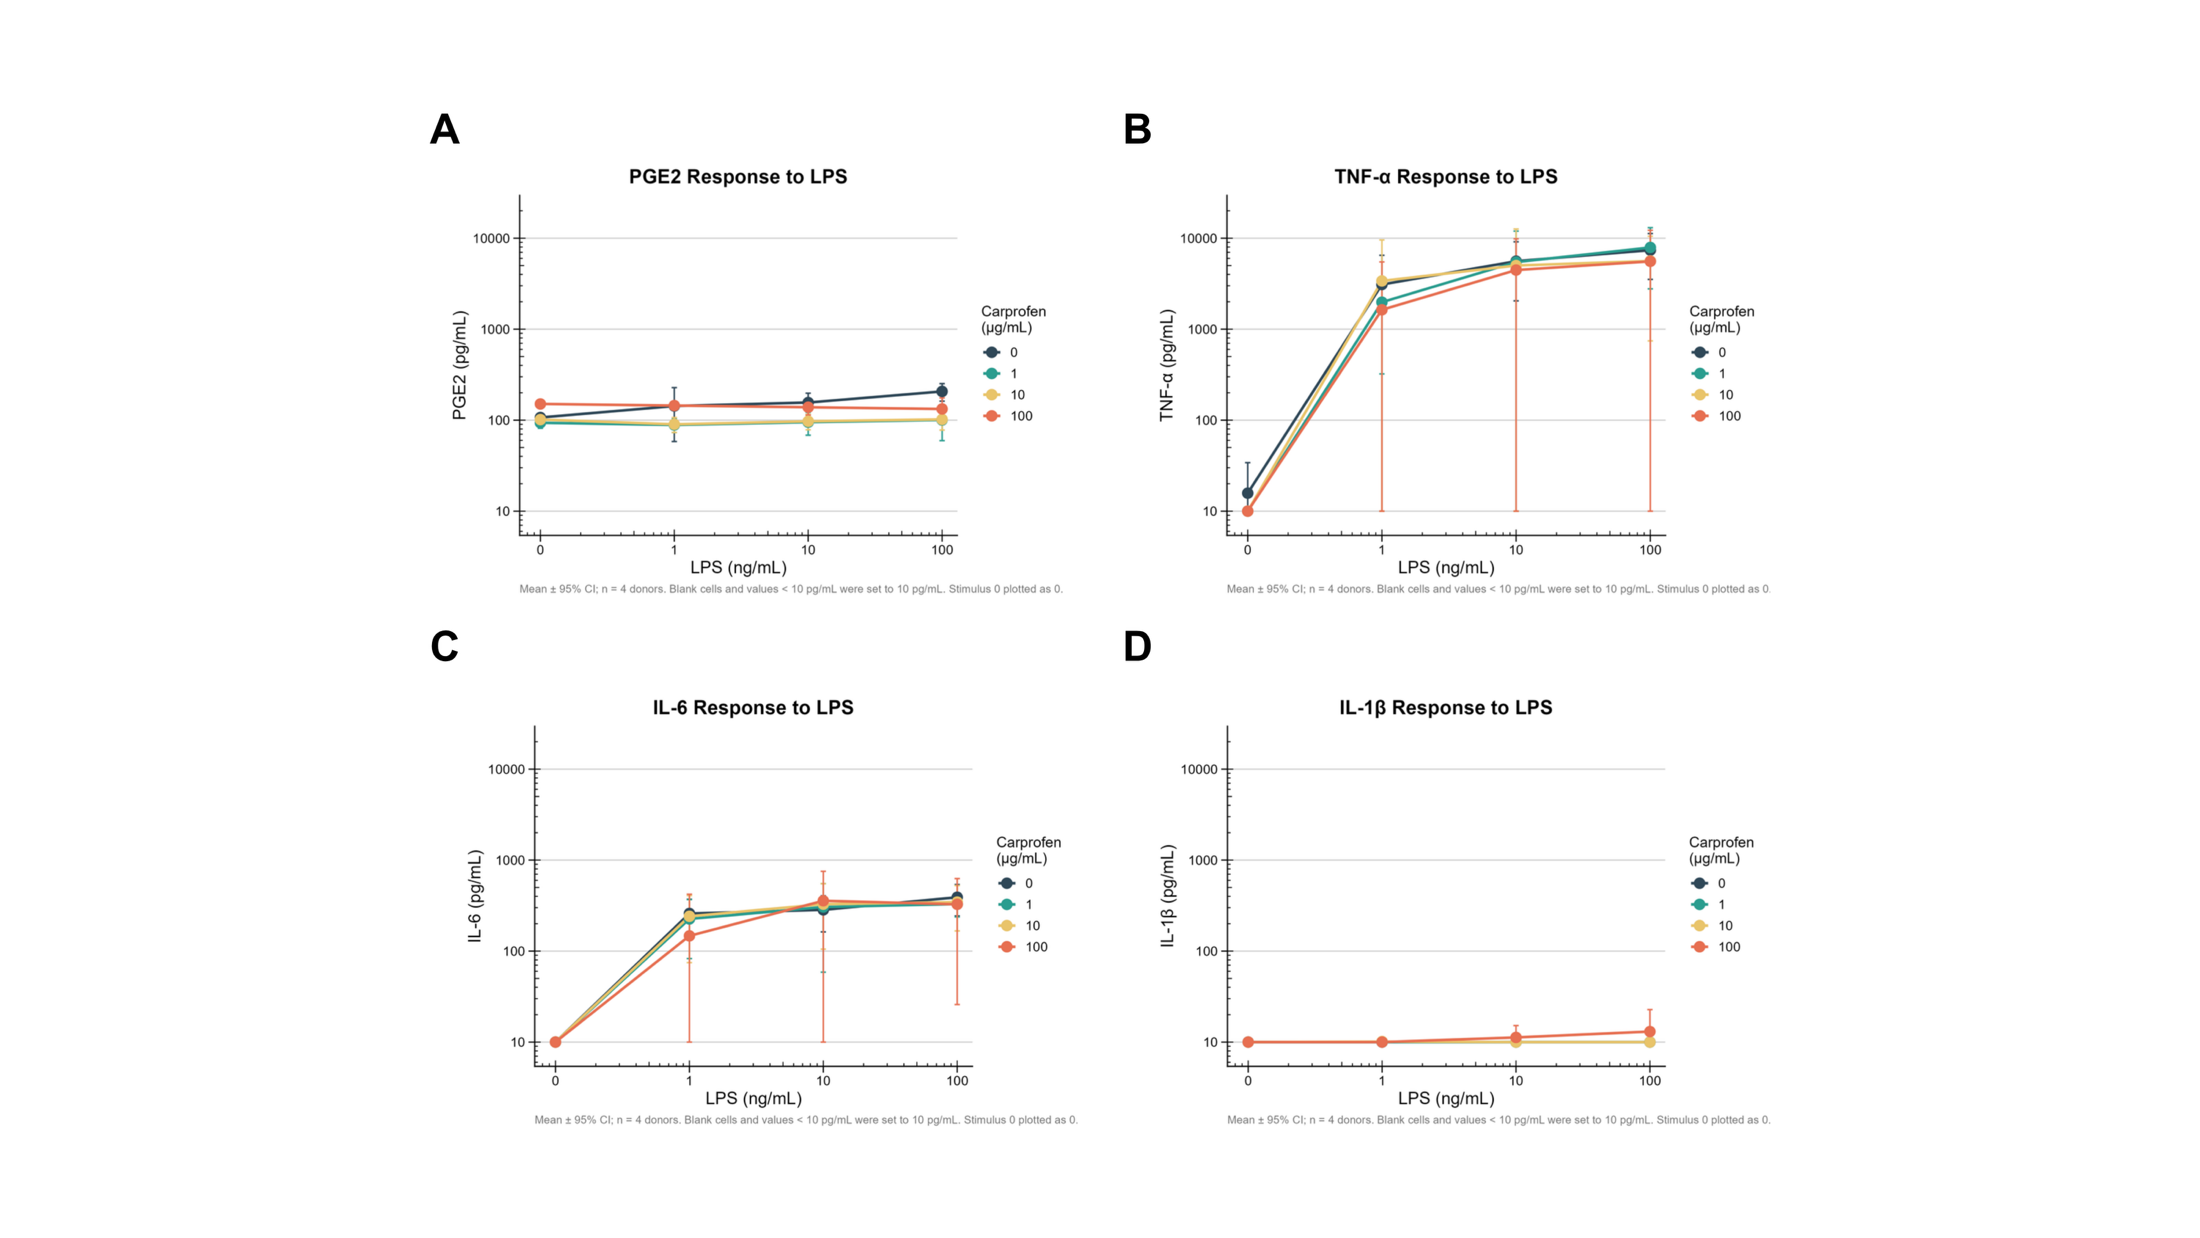 A
PGE2 Response to LPS
PGE2 (pg/mL)
10000
1000
100
10
0
1
10
100
LPS (ng/mL)
Carprofen
(µg/mL)
0
1
10
100
Mean ± 95% CI; n = 4 donors. Blank cells and values < 10 pg/mL were set to 10 pg/mL. Stimulus 0 plotted as 0.
B
TNF-α Response to LPS
TNF-α (pg/mL)
10000
1000
100
10
0
1
10
100
LPS (ng/mL)
Carprofen
(µg/mL)
0
1
10
100
Mean ± 95% CI; n = 4 donors. Blank cells and values < 10 pg/mL were set to 10 pg/mL. Stimulus 0 plotted as 0.
C
IL-6 Response to LPS
IL-6 (pg/mL)
10000
1000
100
10
0
1
10
100
LPS (ng/mL)
Carprofen
(µg/mL)
0
1
10
100
Mean ± 95% CI; n = 4 donors. Blank cells and values < 10 pg/mL were set to 10 pg/mL. Stimulus 0 plotted as 0.
D
IL-1β Response to LPS
IL-1β (pg/mL)
10000
1000
100
10
0
1
10
100
LPS (ng/mL)
Carprofen
(µg/mL)
0
1
10
100
Mean ± 95% CI; n = 4 donors. Blank cells and values < 10 pg/mL were set to 10 pg/mL. Stimulus 0 plotted as 0.